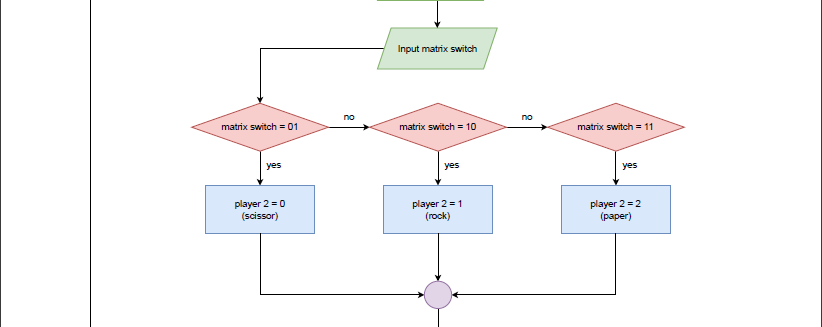 Input matrix switch
matrix switch = 01
no
matrix switch = 10
no
matrix switch = 11
yes
yes
yes
player 2 = 0
(scissor)
player 2 = 1
(rock)
player 2 = 2
(paper)